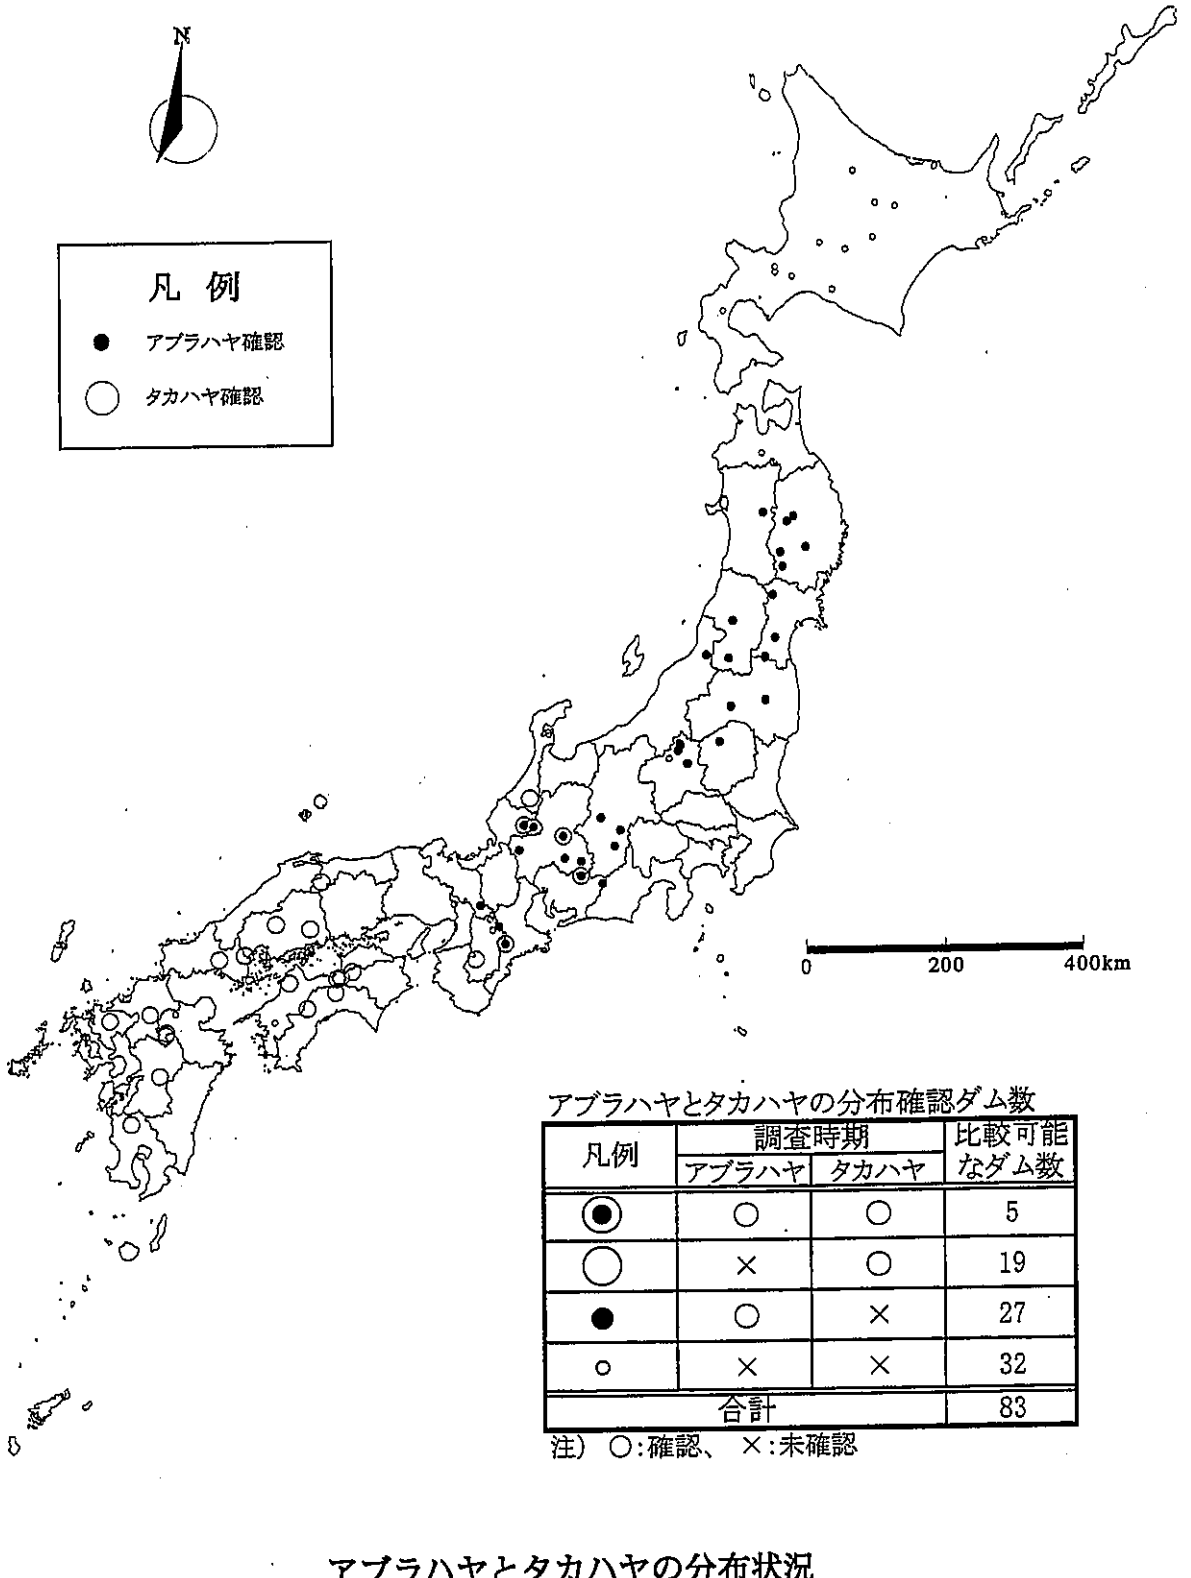 N
凡 例
アブラハヤ確認
タカハヤ確認
0 200 400km
アブラハヤとタカハヤの分布確認ダム数
凡例 調査時期 比較可能
アブラハヤ タカハヤ なダム数
○ ○ 5
× ○ 19
○ × 27
× × 32
合計 83
注) ○:確認、 ×:未確認
アブラハヤとタカハヤの分布状況